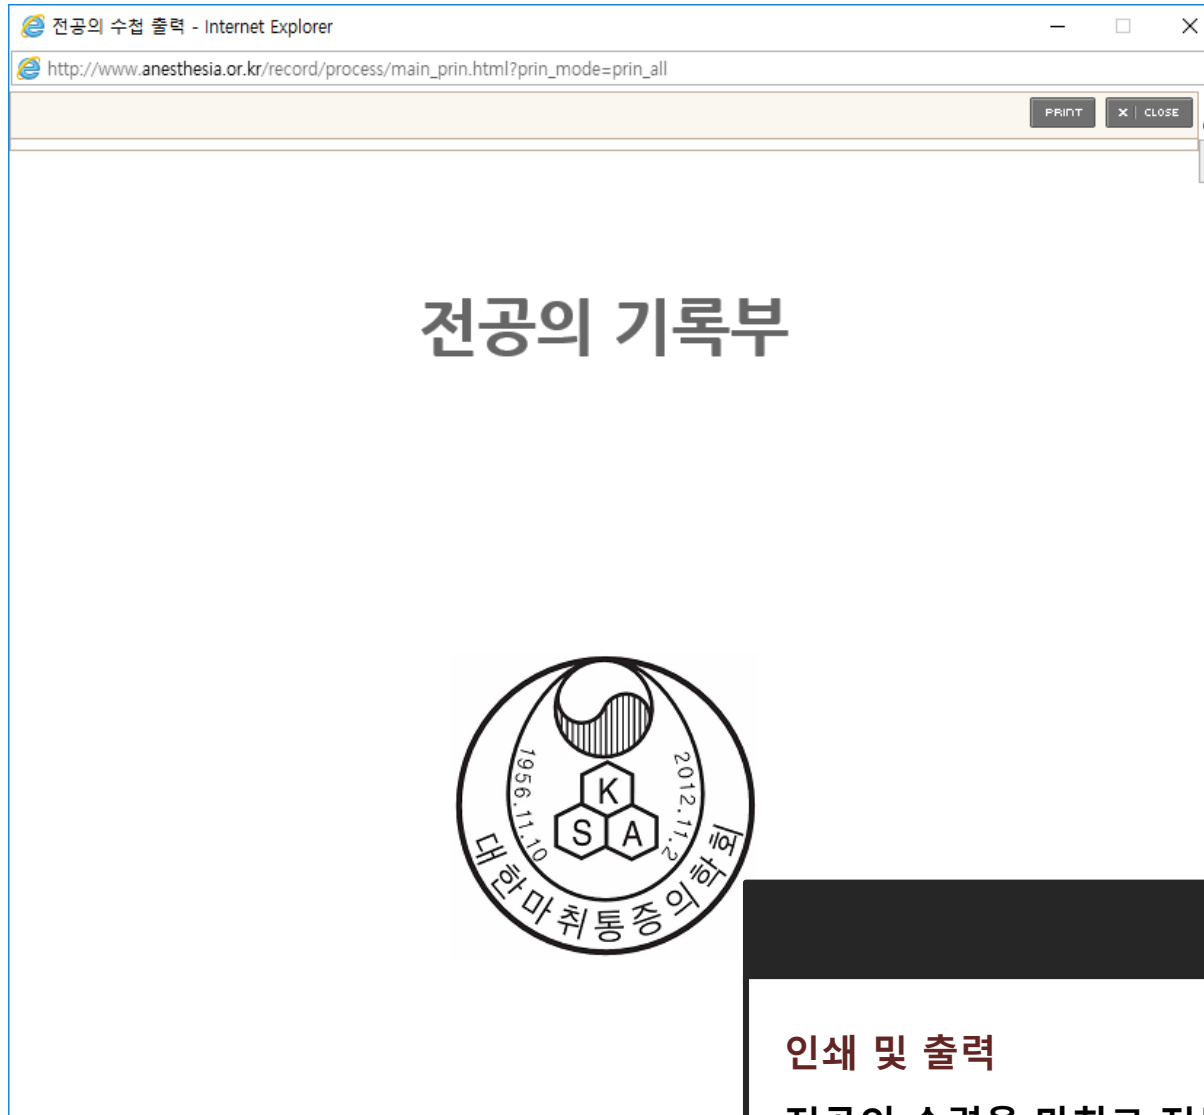 전공의 수첩 출력 - Internet Explorer
http://www.anesthesia.or.kr/record/process/main_prin.html?prin_mode=prin_all
PRINT
X | CLOSE
전공의 기록부
1956.11.10
2012.11.2
K
S A
대한마취통증의학회
인쇄 및 출력